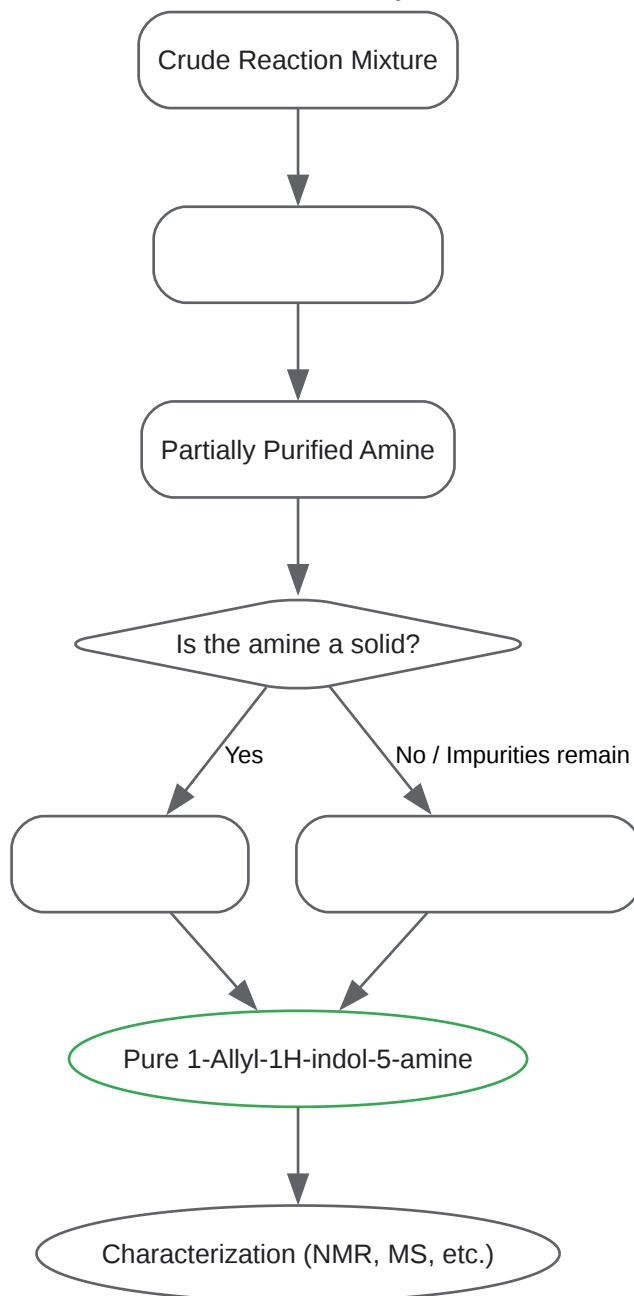 Crude Reaction Mixture
Partially Purified Amine
Is the amine a solid?
Yes
No / Impurities remain
Pure 1-Allyl-1H-indol-5-amine
Characterization (NMR, MS, etc.)